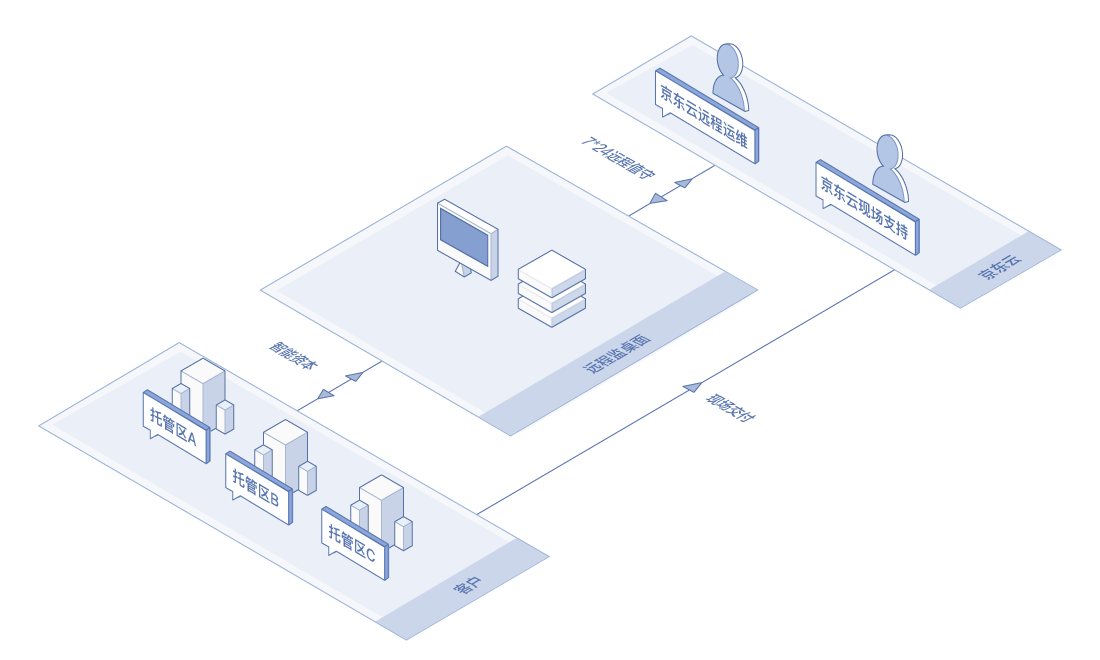 京东云远程运维
7*24远程值守
京东云现场支持
京东云
远程监桌面
智能资本
现场交付
托管区A
托管区B
托管区C
客户